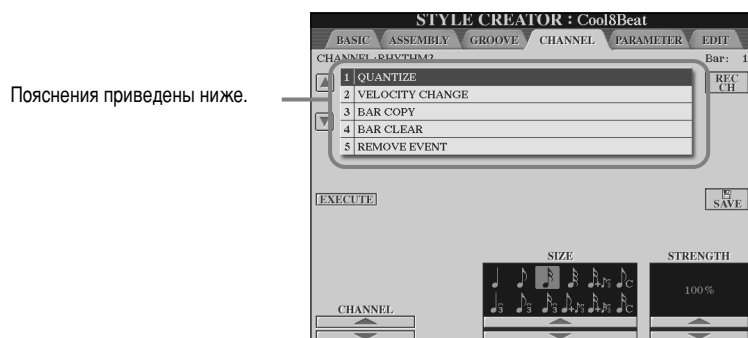 STYLE CREATOR : Cool8Beat
BASIC ASSEMBLY GROOVE CHANNEL PARAMETER EDIT
CHANNEL :RHYTHM2 Bar: 1
Пояснения приведены ниже.
1 QUANTIZE
2 VELOCITY CHANGE
3 BAR COPY
4 BAR CLEAR
5 REMOVE EVENT
REC
CH
EXECUTE
SAVE
SIZE STRENGTH
100%
CHANNEL